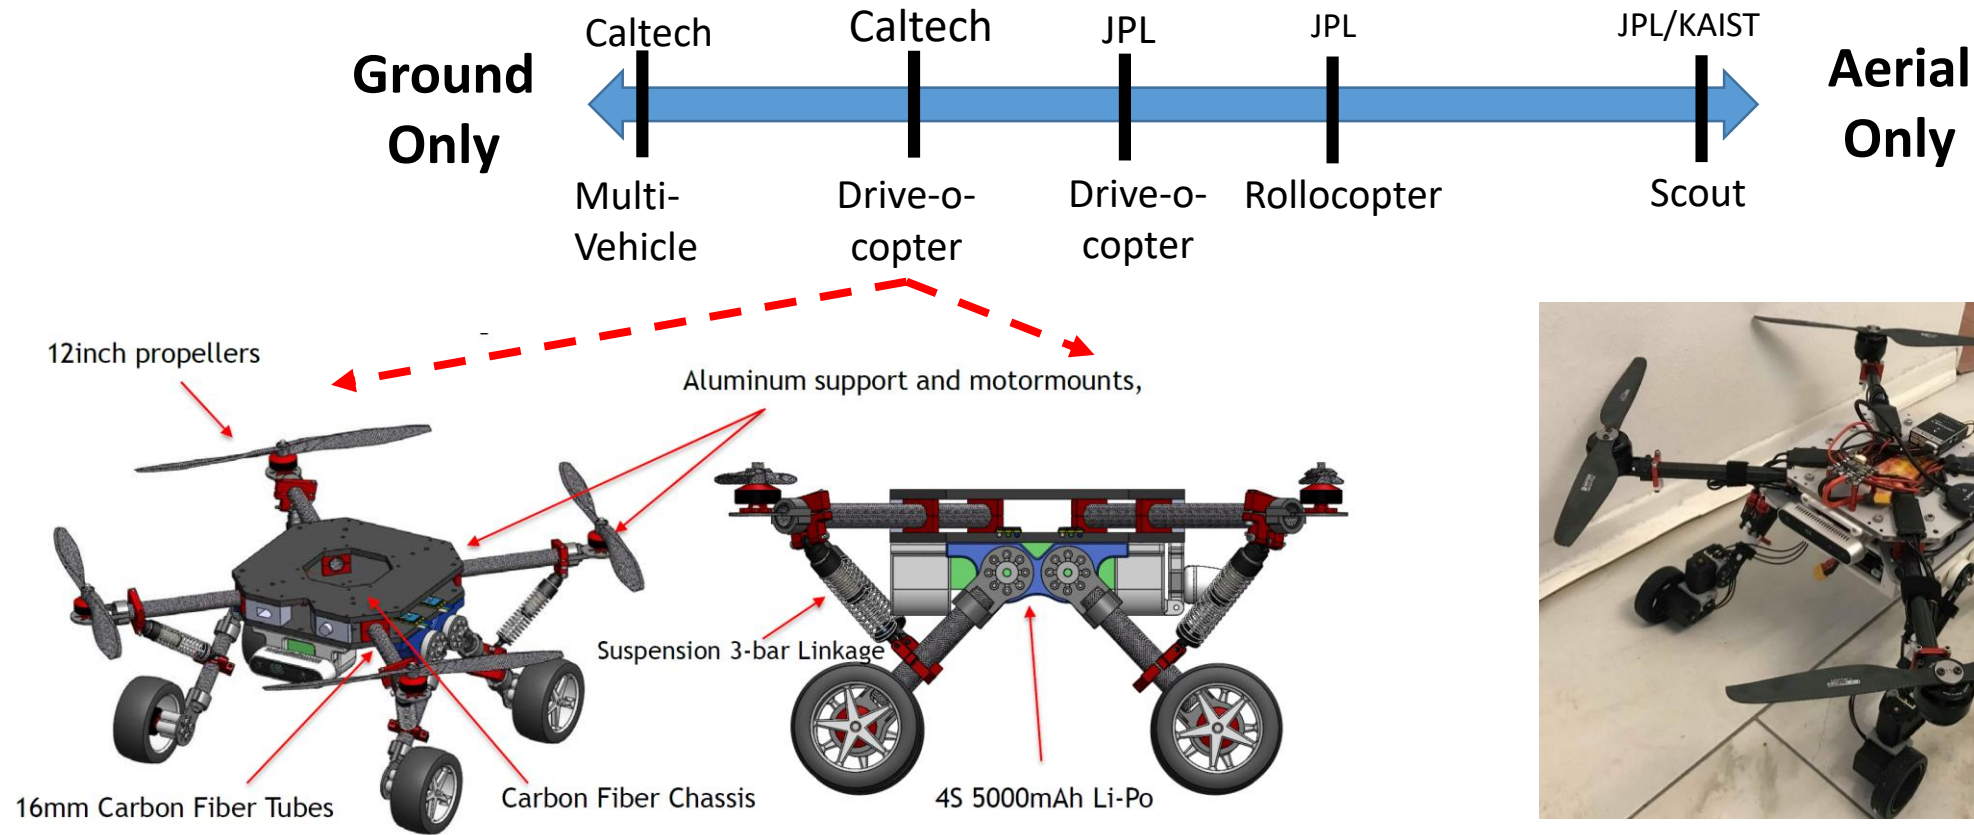 Caltech
Caltech
JPL
JPL
JPL/KAIST
Ground
Only
Aerial
Only
Multi-
Vehicle
Drive-o-
copter
Drive-o-
copter
Rollocopter
Scout
12inch propellers
Aluminum support and motormounts,
Suspension 3-bar Linkage
16mm Carbon Fiber Tubes
Carbon Fiber Chassis
4S 5000mAh Li-Po